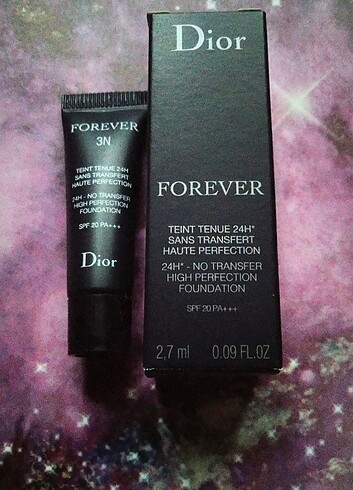 FOREVER
3N
TEINT TENUE 24H
SANS TRANSFERT
HAUTE PERFECTION
24H - NO TRANSFER
HIGH PERFECTION
FOUNDATION
SPF 20 PA+++
Dior
Dior
FOREVER
TEINT TENUE 24H*
SANS TRANSFERT
HAUTE PERFECTION
24H* - NO TRANSFER
HIGH PERFECTION
FOUNDATION
SPF 20 PA+++
2,7 ml 0.09 FL.OZ